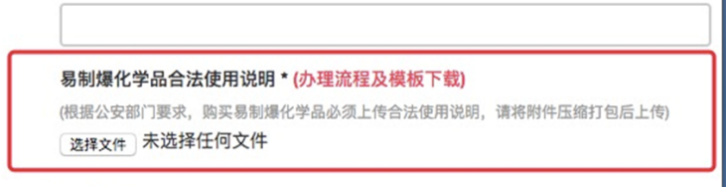 易制爆化学品合法使用说明 * (办理流程及模板下载)
(根据公安部门要求，购买易制爆化学品必须上传合法使用说明，请将附件压缩打包后上传)
选择文件 未选择任何文件